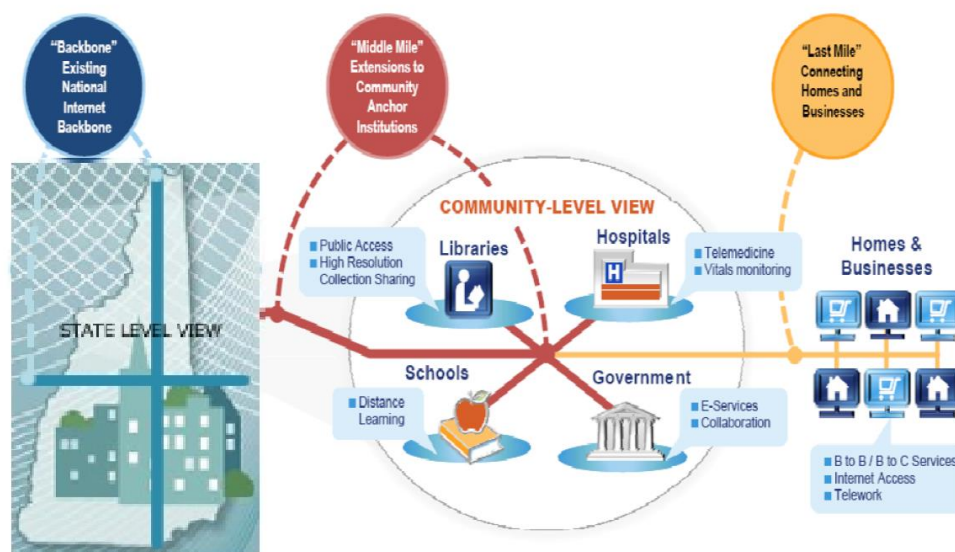 “Backbone”
Existing
National
Internet
Backbone
“Middle Mile”
Extensions to
Community
Anchor
Institutions
“Last Mile”
Connecting
Homes and
Businesses
STATE LEVEL VIEW
COMMUNITY-LEVEL VIEW
Libraries
Public Access
High Resolution
Collection Sharing
Hospitals
H
Telemedicine
Vitals monitoring
Schools
Distance
Learning
Government
E-Services
Collaboration
Homes &
Businesses
B to B / B to C Services
Internet Access
Telework